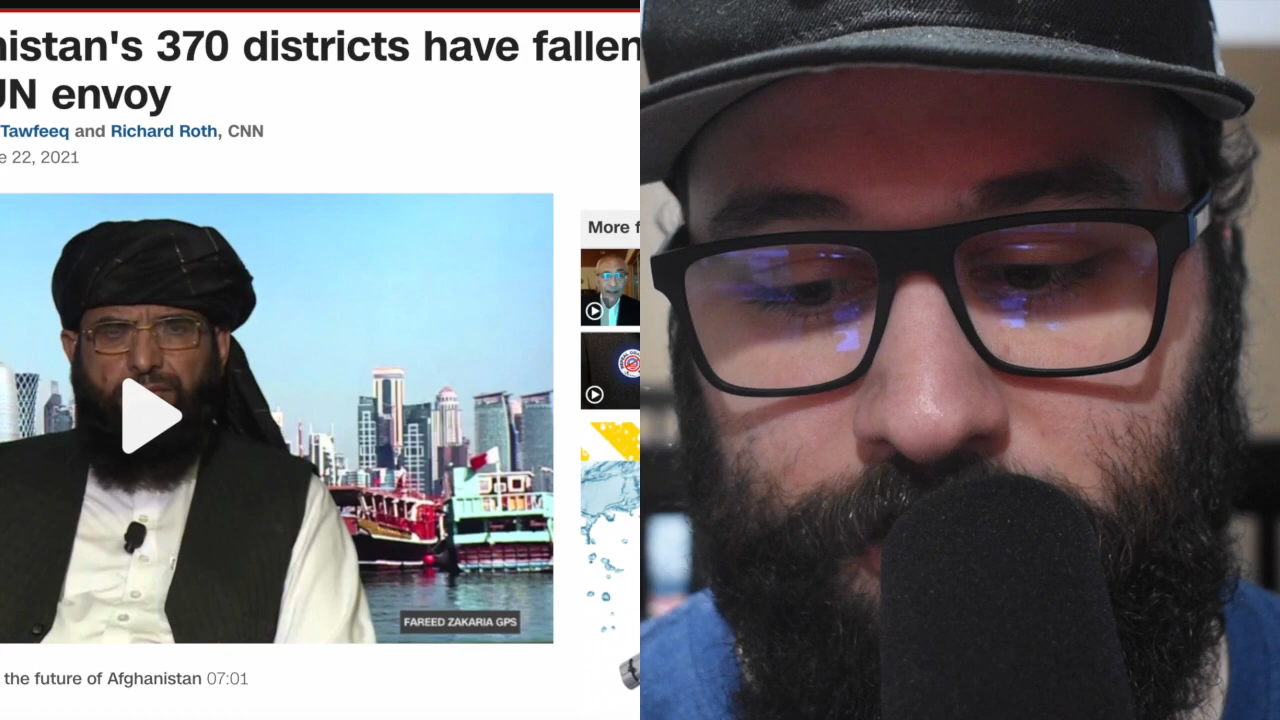 nistan's 370 districts have fallen
UN envoy
Tawfeeq and Richard Roth, CNN
e 22, 2021
More f
FAREED ZAKARIA GPS
the future of Afghanistan 07:01